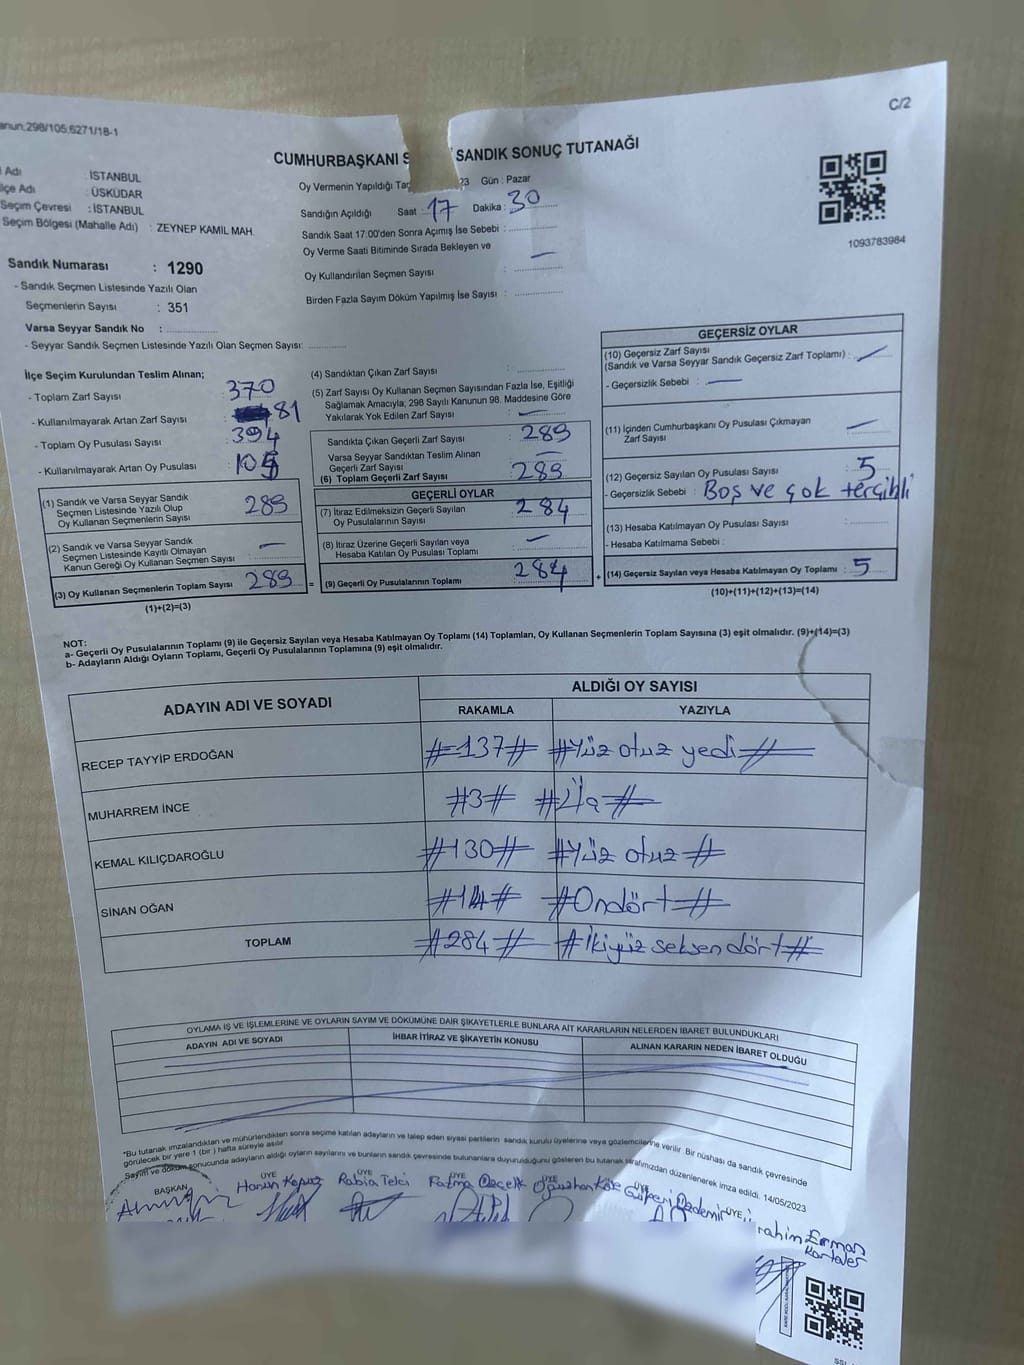 C/2
anun:298/105;6271/18-1
CUMHURBAŞKANI S SANDIK SONUÇ TUTANAĞI
Adı İSTANBUL
lçe Adı : ÜSKÜDAR
Seçim Çevresi : İSTANBUL
Seçim Bölgesi (Mahalle Adı) : ZEYNEP KAMİL MAH.
Sandık Numarası : 1290
- Sandık Seçmen Listesinde Yazılı Olan
Seçmenlerin Sayısı : 351
Varsa Seyyar Sandık No :
- Seyyar Sandık Seçmen Listesinde Yazılı Olan Seçmen Sayısı:
Oy Vermenin Yapıldığı Tar 23 Gün : Pazar
Sandığın Açıldığı Saat : 17 Dakika : 30
Sandık Saat 17:00'den Sonra Açımış İse Sebebi :
Oy Verme Saati Bitiminde Sırada Bekleyen ve
Oy Kullandırılan Seçmen Sayısı : —
Birden Fazla Sayım Döküm Yapılmış İse Sayısı :
1093783984
İlçe Seçim Kurulundan Teslim Alınan;
- Toplam Zarf Sayısı : 370
- Kullanılmayarak Artan Zarf Sayısı : 81
- Toplam Oy Pusulası Sayısı : 394
- Kullanılmayarak Artan Oy Pusulası : 105
(1) Sandık ve Varsa Seyyar Sandık
Seçmen Listesinde Yazılı Olup
Oy Kullanan Seçmenlerin Sayısı : 289
(2) Sandık ve Varsa Seyyar Sandık
Seçmen Listesinde Kayıtlı Olmayan
Kanun Gereği Oy Kullanan Seçmen Sayısı : —
(3) Oy Kullanan Seçmenlerin Toplam Sayısı : 289
(1)+(2)=(3)
(4) Sandıktan Çıkan Zarf Sayısı :
(5) Zarf Sayısı Oy Kullanan Seçmen Sayısından Fazla İse, Eşitliği
Sağlamak Amacıyla; 298 Sayılı Kanunun 98. Maddesine Göre
Yakılarak Yok Edilen Zarf Sayısı : —
Sandıkta Çıkan Geçerli Zarf Sayısı : 289
Varsa Seyyar Sandıktan Teslim Alınan
Geçerli Zarf Sayısı : —
(6) Toplam Geçerli Zarf Sayısı : 289
GEÇERLİ OYLAR
(7) İtiraz Edilmeksizin Geçerli Sayılan
Oy Pusulalarının Sayısı : 284
(8) İtiraz Üzerine Geçerli Sayılan veya
Hesaba Katılan Oy Pusulası Toplamı : —
= (9) Geçerli Oy Pusulalarının Toplamı : 284
GEÇERSİZ OYLAR
(10) Geçersiz Zarf Sayısı
(Sandık ve Varsa Seyyar Sandık Geçersiz Zarf Toplamı) : —
- Geçersizlik Sebebi : —
(11) İçinden Cumhurbaşkanı Oy Pusulası Çıkmayan
Zarf Sayısı : —
(12) Geçersiz Sayılan Oy Pusulası Sayısı : 5
- Geçersizlik Sebebi : Boş ve çok tercihli
(13) Hesaba Katılmayan Oy Pusulası Sayısı :
- Hesaba Katılmama Sebebi :
+ (14) Geçersiz Sayılan veya Hesaba Katılmayan Oy Toplamı : 5
(10)+(11)+(12)+(13)=(14)
NOT:
a- Geçerli Oy Pusulalarının Toplamı (9) ile Geçersiz Sayılan veya Hesaba Katılmayan Oy Toplamı (14) Toplamları, Oy Kullanan Seçmenlerin Toplam Sayısına (3) eşit olmalıdır. (9)+(14)=(3)
b- Adayların Aldığı Oyların Toplamı, Geçerli Oy Pusulalarının Toplamına (9) eşit olmalıdır.
ADAYIN ADI VE SOYADI ALDIĞI OY SAYISI
RAKAMLA YAZIYLA
RECEP TAYYİP ERDOĞAN #=137# #Yüz otuz yedi#
MUHARREM İNCE #3# #Üç#
KEMAL KILIÇDAROĞLU #130# #Yüz otuz#
SİNAN OĞAN #14# #Ondört#
TOPLAM #284# #İkiyüz seksen dört#
OYLAMA İŞ VE İŞLEMLERİNE VE OYLARIN SAYIM VE DÖKÜMÜNE DAİR ŞİKAYETLERLE BUNLARA AİT KARARLARIN NELERDEN İBARET BULUNDUKLARI
ADAYIN ADI VE SOYADI İHBAR İTİRAZ VE ŞİKAYETİN KONUSU ALINAN KARARIN NEDEN İBARET OLDUĞU
*Bu tutanak imzalandıktan ve mühürlendikten sonra seçime katılan adayların ve talep eden siyasi partilerin sandık kurulu üyelerine veya gözlemcilerine verilir. Bir nüshası da sandık çevresinde
görülecek bir yere 1 (bir) hafta süreyle asılır.
Sayım ve döküm sonucunda adayların aldığı oyların sayılarını ve bunların sandık çevresinde bulunanlara duyurulduğunu gösteren bu tutanak tarafımızdan düzenlenerek imza edildi. 14/05/2023
BAŞKAN ÜYE ÜYE ÜYE ÜYE
Harun Rabia Telci Fatma Oğuzhan Köse Gülperi Özdemir
rahim Erman
Kartaler